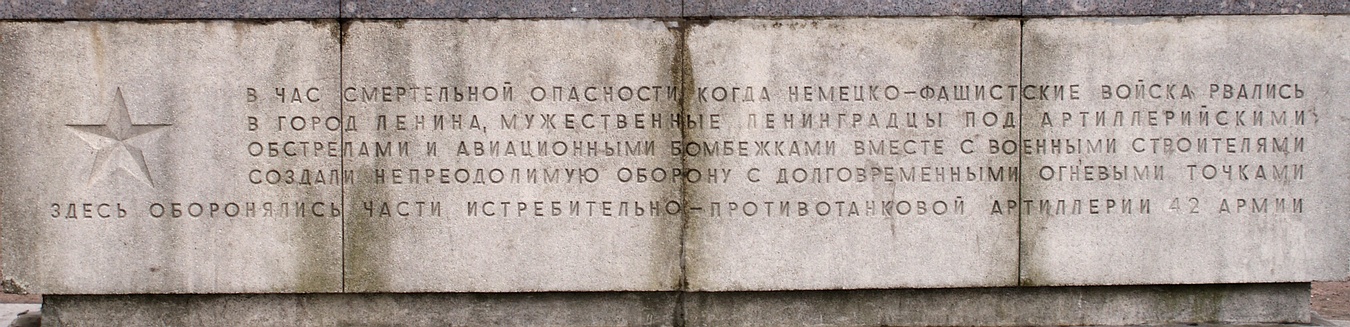 В ЧАС СМЕРТЕЛЬНОЙ ОПАСНОСТИ КОГДА НЕМЕЦКО-ФАШИСТСКИЕ ВОЙСКА РВАЛИСЬ
В ГОРОД ЛЕНИНА, МУЖЕСТВЕННЫЕ ЛЕНИНГРАДЦЫ ПОД АРТИЛЛЕРИЙСКИМИ
ОБСТРЕЛАМИ И АВИАЦИОННЫМИ БОМБЕЖКАМИ ВМЕСТЕ С ВОЕННЫМИ СТРОИТЕЛЯМИ
СОЗДАЛИ НЕПРЕОДОЛИМУЮ ОБОРОНУ С ДОЛГОВРЕМЕННЫМИ ОГНЕВЫМИ ТОЧКАМИ
ЗДЕСЬ ОБОРОНЯЛИСЬ ЧАСТИ ИСТРЕБИТЕЛЬНО-ПРОТИВОТАНКОВОЙ АРТИЛЛЕРИИ 42 АРМИИ